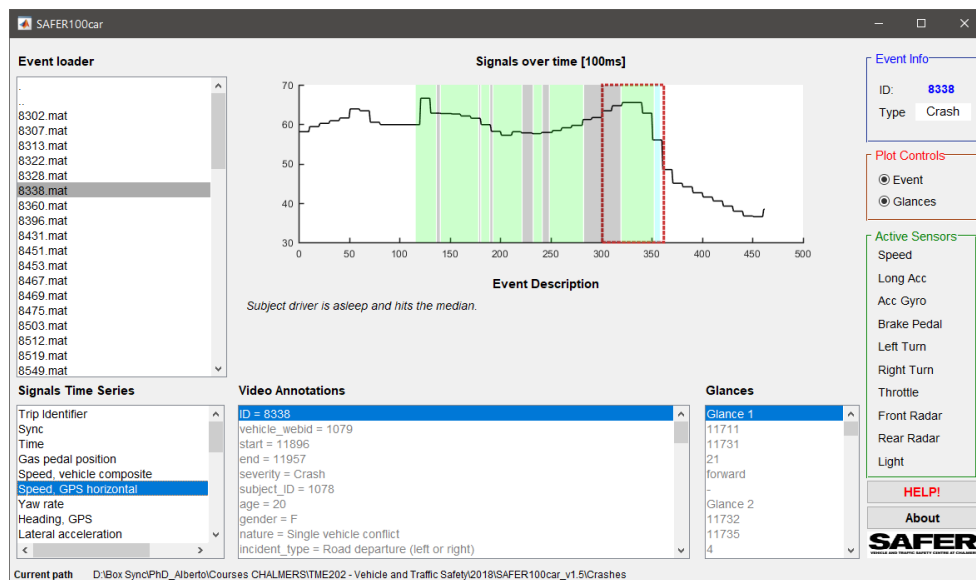 SAFER100car
Event loader
.
..
8302.mat
8307.mat
8313.mat
8322.mat
8328.mat
8338.mat
8360.mat
8396.mat
8431.mat
8451.mat
8453.mat
8467.mat
8469.mat
8475.mat
8503.mat
8512.mat
8519.mat
8549.mat
Signals over time [100ms]
70
60
50
40
30
0
50
100
150
200
250
300
350
400
450
500
Event Description
Subject driver is asleep and hits the median.
Event Info
ID: 8338
Type Crash
Plot Controls
Event
Glances
Active Sensors
Speed
Long Acc
Acc Gyro
Brake Pedal
Left Turn
Right Turn
Throttle
Front Radar
Rear Radar
Light
Signals Time Series
Trip Identifier
Sync
Time
Gas pedal position
Speed, vehicle composite
Speed, GPS horizontal
Yaw rate
Heading, GPS
Lateral acceleration
Video Annotations
ID = 8338
vehicle_webid = 1079
start = 11896
end = 11957
severity = Crash
subject_ID = 1078
age = 20
gender = F
nature = Single vehicle conflict
incident_type = Road departure (left or right)
Glances
Glance 1
11711
11731
21
forward
-
Glance 2
11732
11735
4
HELP!
About
SAFER
VEHICLE AND TRAFFIC SAFETY CENTRE AT CHALMERS
Current path D:\Box Sync\PhD_Alberto\Courses CHALMERS\TME202 - Vehicle and Traffic Safety\2018\SAFER100car_v1.5\Crashes